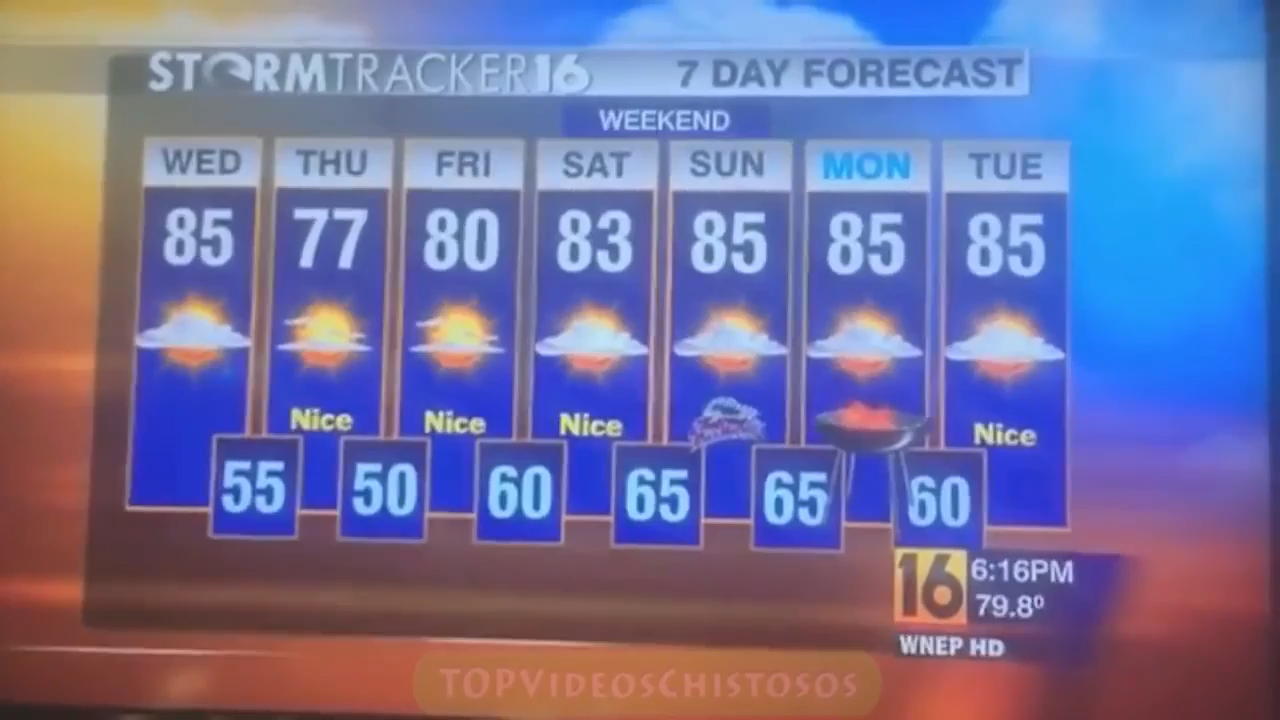 STORMTRACKER16 7 DAY FORECAST
WEEKEND
WED THU FRI SAT SUN MON TUE
85 77 80 83 85 85 85
Nice Nice Nice Nice
55 50 60 65 65 60
16 6:16PM
79.8⁰
WNEP HD
TOPVIDEOSCHISTOSOS